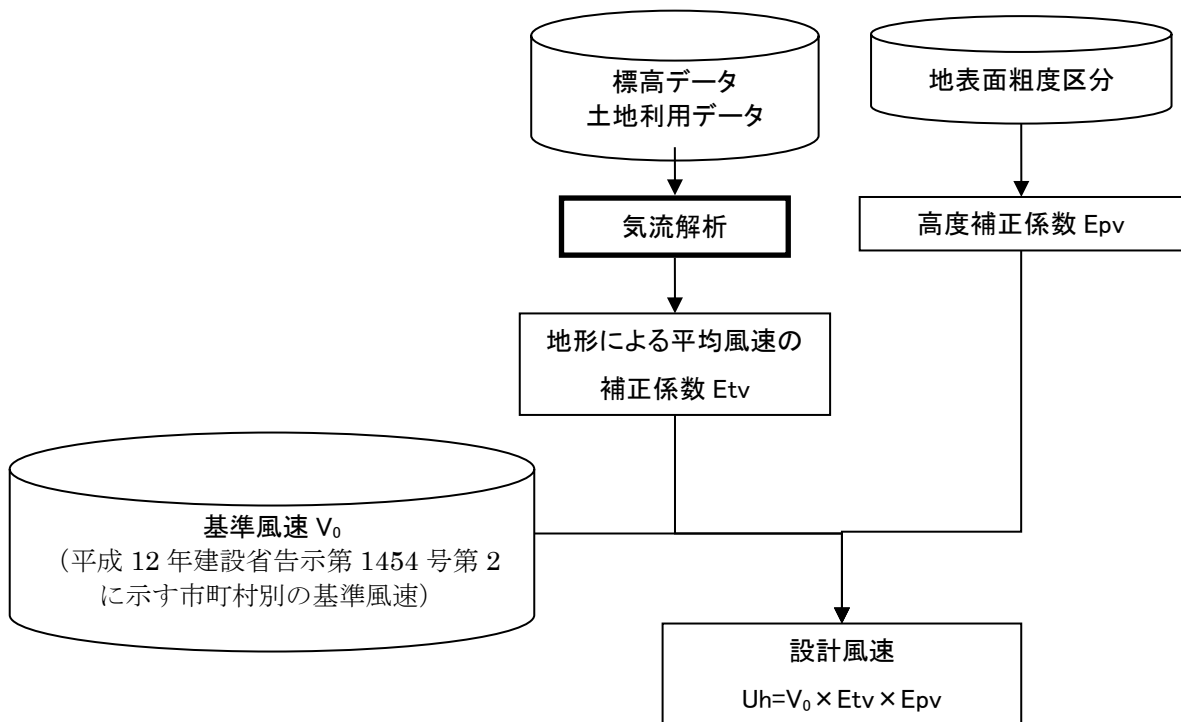 標高データ
土地利用データ
地表面粗度区分
気流解析
高度補正係数 Epv
地形による平均風速の
補正係数 Etv
基準風速 V₀
（平成 12 年建設省告示第 1454 号第 2
に示す市町村別の基準風速）
設計風速
Uh=V₀×Etv×Epv